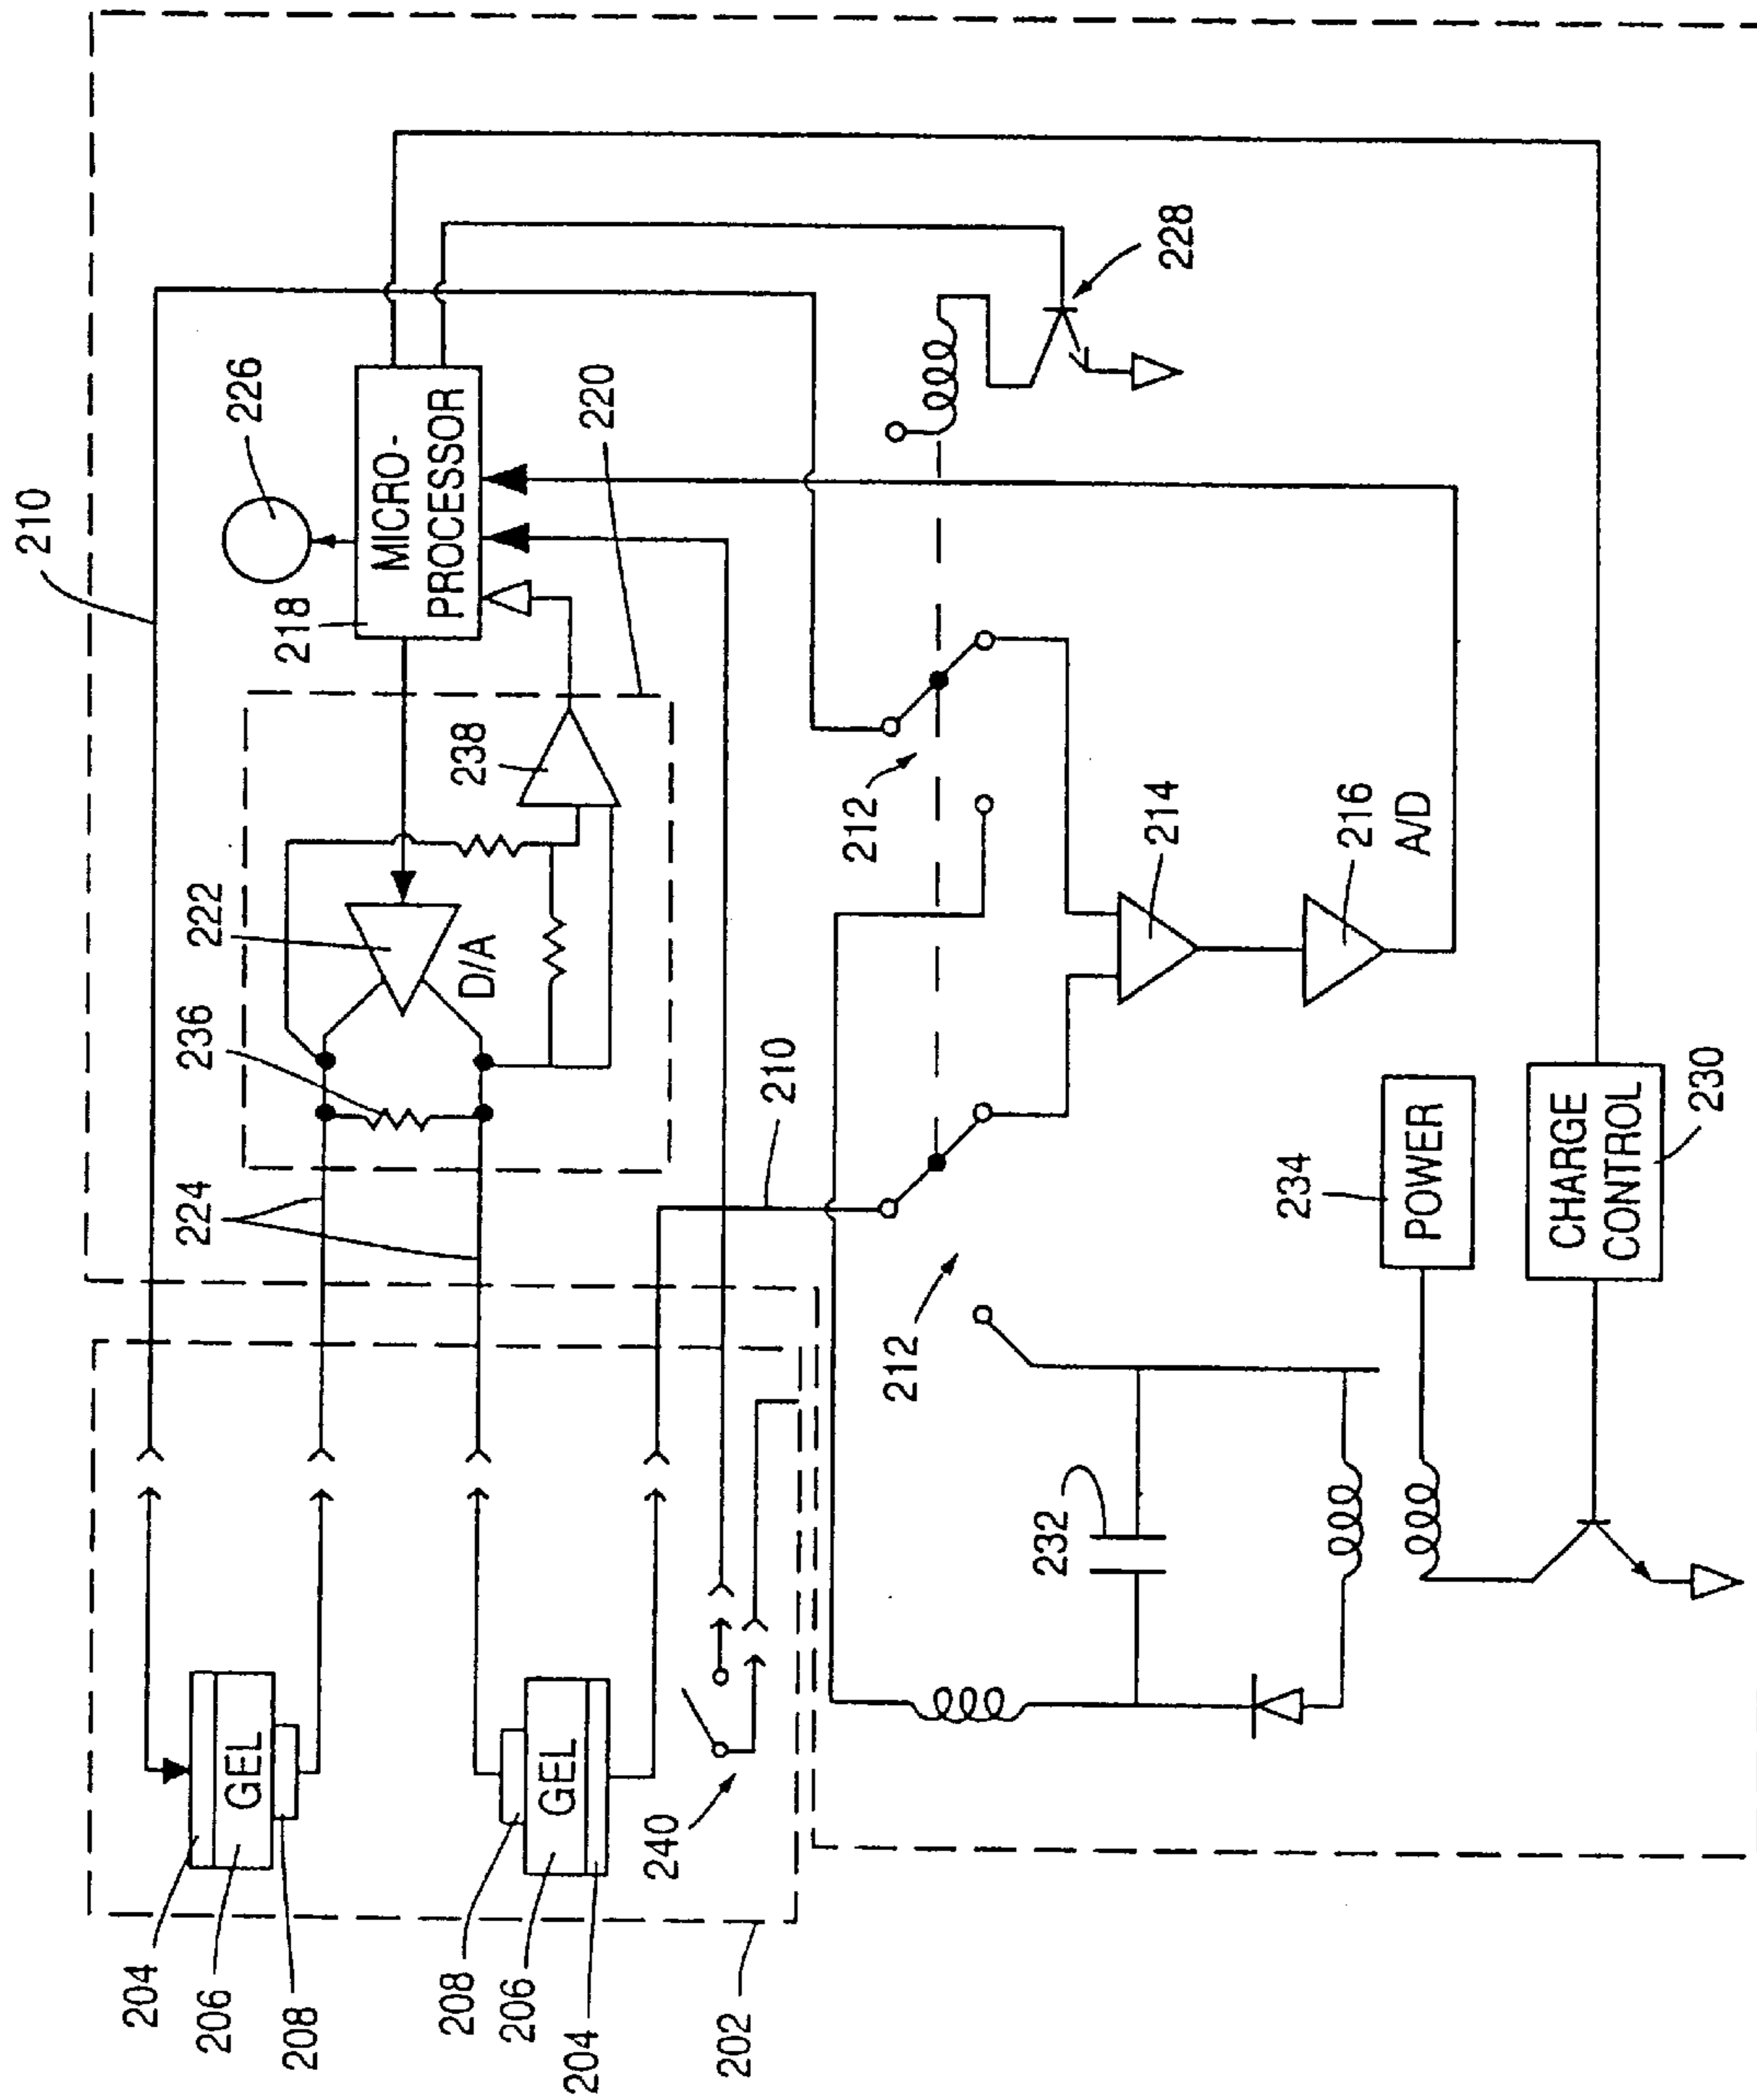 210
226
MICRO-
PROCESSOR
218
220
228
238
222
D/A
236
224
210
212
212
214
216
A/D
234
POWER
CHARGE
CONTROL
230
232
204
GEL
206
208
208
GEL
206
204
240
202